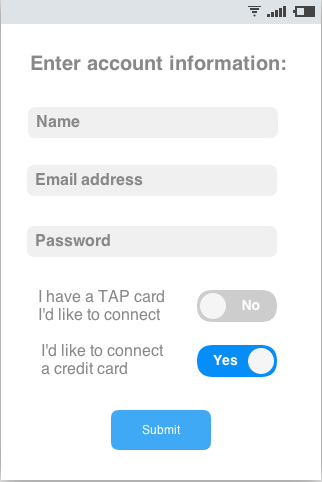 Enter account information:
Name
Email address
Password
I have a TAP card
I'd like to connect
No
I'd like to connect
a credit card
Yes
Submit